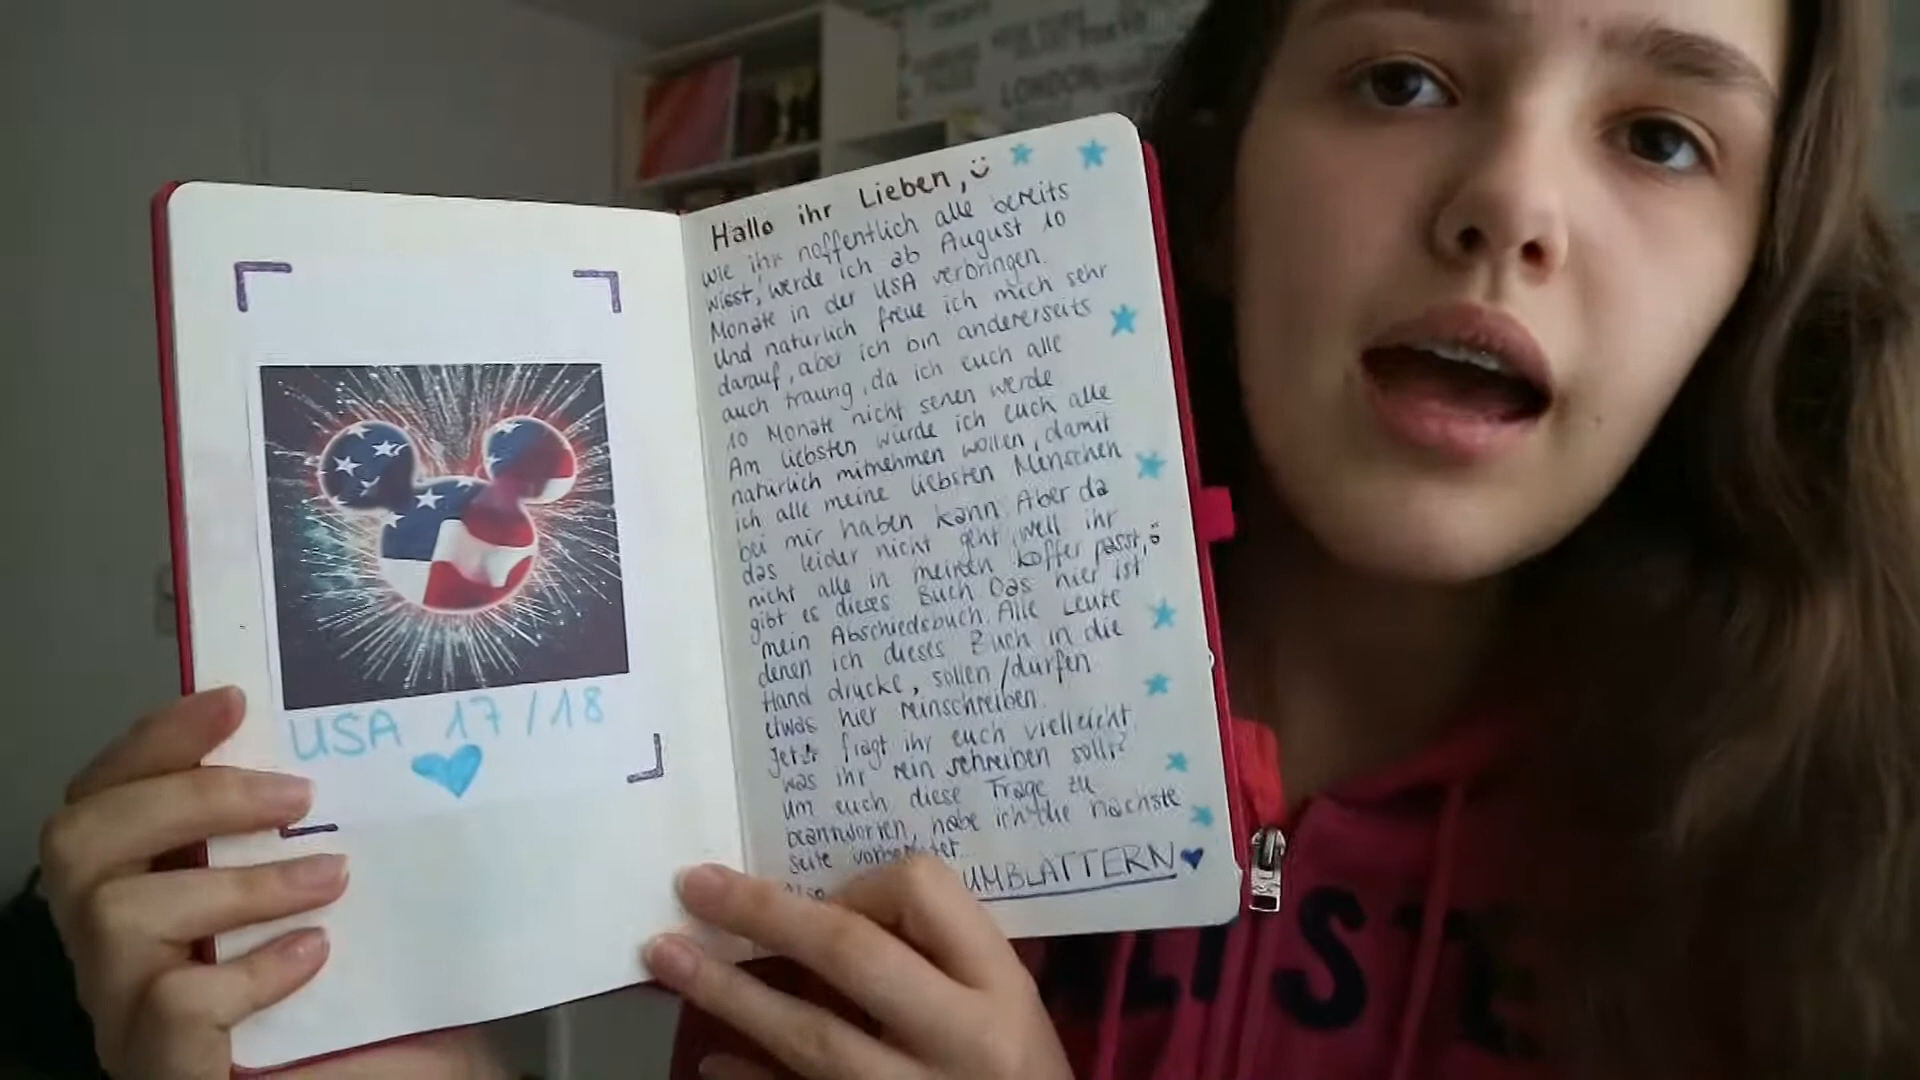 LONDON
Hallo ihr Lieben,
wie ihr hoffentlich alle bereits
wisst, werde ich ab August 10
Monate in der USA verbringen.
Und natürlich freue ich mich sehr
darauf, aber ich bin andererseits
auch traurig, da ich euch alle
10 Monate nicht sehen werde
Am liebsten würde ich euch alle
natürlich mitnehmen wollen, damit
ich alle meine liebsten Menschen
bei mir haben kann. Aber da
das leider nicht geht, weil ihr
nicht alle in meinen Koffer passt,
gibt es dieses Buch. Das hier ist
mein Abschiedsbuch. Alle Leute
denen ich dieses Buch in die
Hand drücke, sollen/dürfen
etwas hier reinschreiben.
Jetzt fragt ihr euch vielleicht
was ihr rein schreiben sollt?
Um euch diese Frage zu
beantworten, habe ich die nächste
Seite vorbereitet...
Also UMBLÄTTERN
USA 17/18